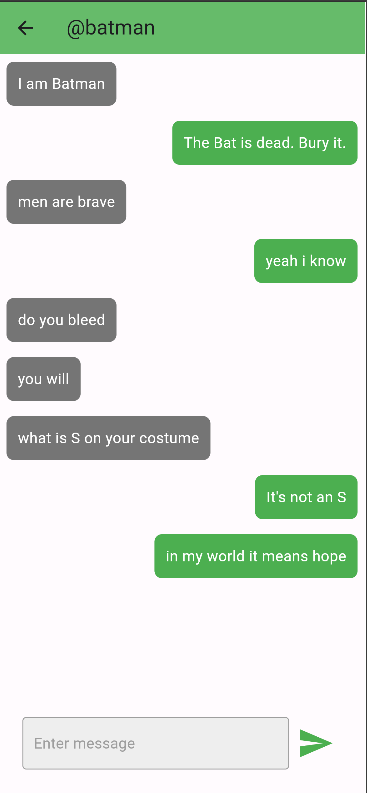 @batman
I am Batman
The Bat is dead. Bury it.
men are brave
yeah i know
do you bleed
you will
what is S on your costume
It's not an S
in my world it means hope
Enter message